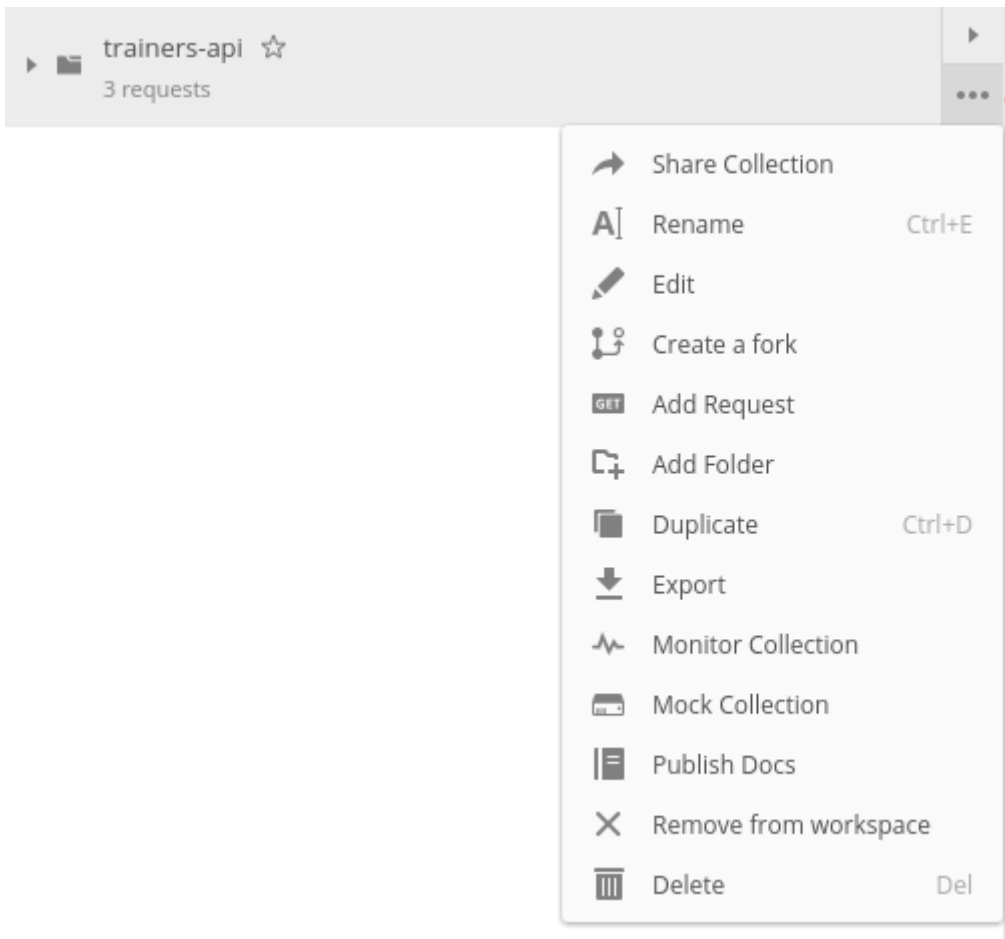 trainers-api
3 requests
Share Collection
Rename Ctrl+E
Edit
Create a fork
GET Add Request
Add Folder
Duplicate Ctrl+D
Export
Monitor Collection
Mock Collection
Publish Docs
Remove from workspace
Delete Del